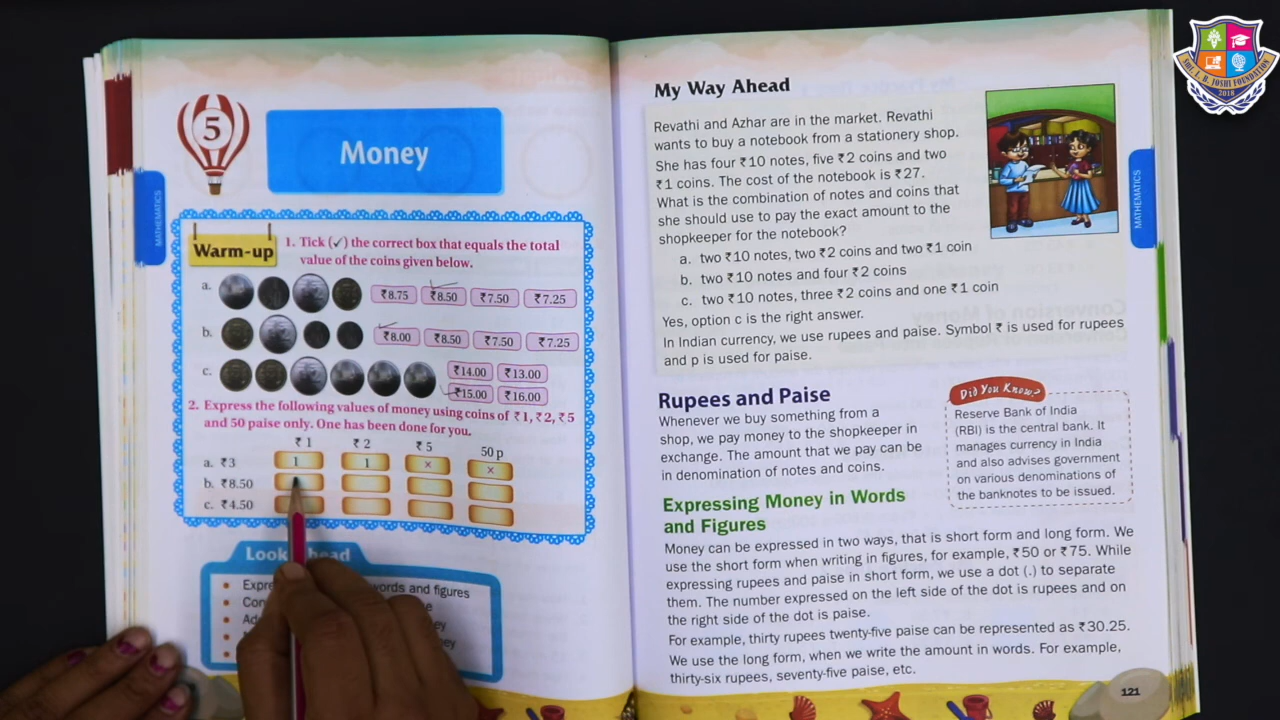 5
Money
MATHEMATICS
Warm-up
1. Tick (✓) the correct box that equals the total
value of the coins given below.
a. ₹8.75 ₹8.50 ₹7.50 ₹7.25
b. ₹8.00 ₹8.50 ₹7.50 ₹7.25
c. ₹14.00 ₹13.00
₹15.00 ₹16.00
2. Express the following values of money using coins of ₹1, ₹2, ₹5
and 50 paise only. One has been done for you.
₹1 ₹2 ₹5 50 p
a. ₹3 1 1 × ×
b. ₹8.50
c. ₹4.50
Look Ahead
words and figures
My Way Ahead
Revathi and Azhar are in the market. Revathi
wants to buy a notebook from a stationery shop.
She has four ₹10 notes, five ₹2 coins and two
₹1 coins. The cost of the notebook is ₹27.
What is the combination of notes and coins that
she should use to pay the exact amount to the
shopkeeper for the notebook?
a. two ₹10 notes, two ₹2 coins and two ₹1 coin
b. two ₹10 notes and four ₹2 coins
c. two ₹10 notes, three ₹2 coins and one ₹1 coin
Yes, option c is the right answer.
In Indian currency, we use rupees and paise. Symbol ₹ is used for rupees
and p is used for paise.
Rupees and Paise
Whenever we buy something from a
shop, we pay money to the shopkeeper in
exchange. The amount that we pay can be
in denomination of notes and coins.
Did You Know?
Reserve Bank of India
(RBI) is the central bank. It
manages currency in India
and also advises government
on various denominations of
the banknotes to be issued.
Expressing Money in Words
and Figures
Money can be expressed in two ways, that is short form and long form. We
use the short form when writing in figures, for example, ₹50 or ₹75. While
expressing rupees and paise in short form, we use a dot (.) to separate
them. The number expressed on the left side of the dot is rupees and on
the right side of the dot is paise.
For example, thirty rupees twenty-five paise can be represented as ₹30.25.
We use the long form, when we write the amount in words. For example,
thirty-six rupees, seventy-five paise, etc.
121
MATHEMATICS
SMT. I. B. JOSHI FOUNDATION
2018